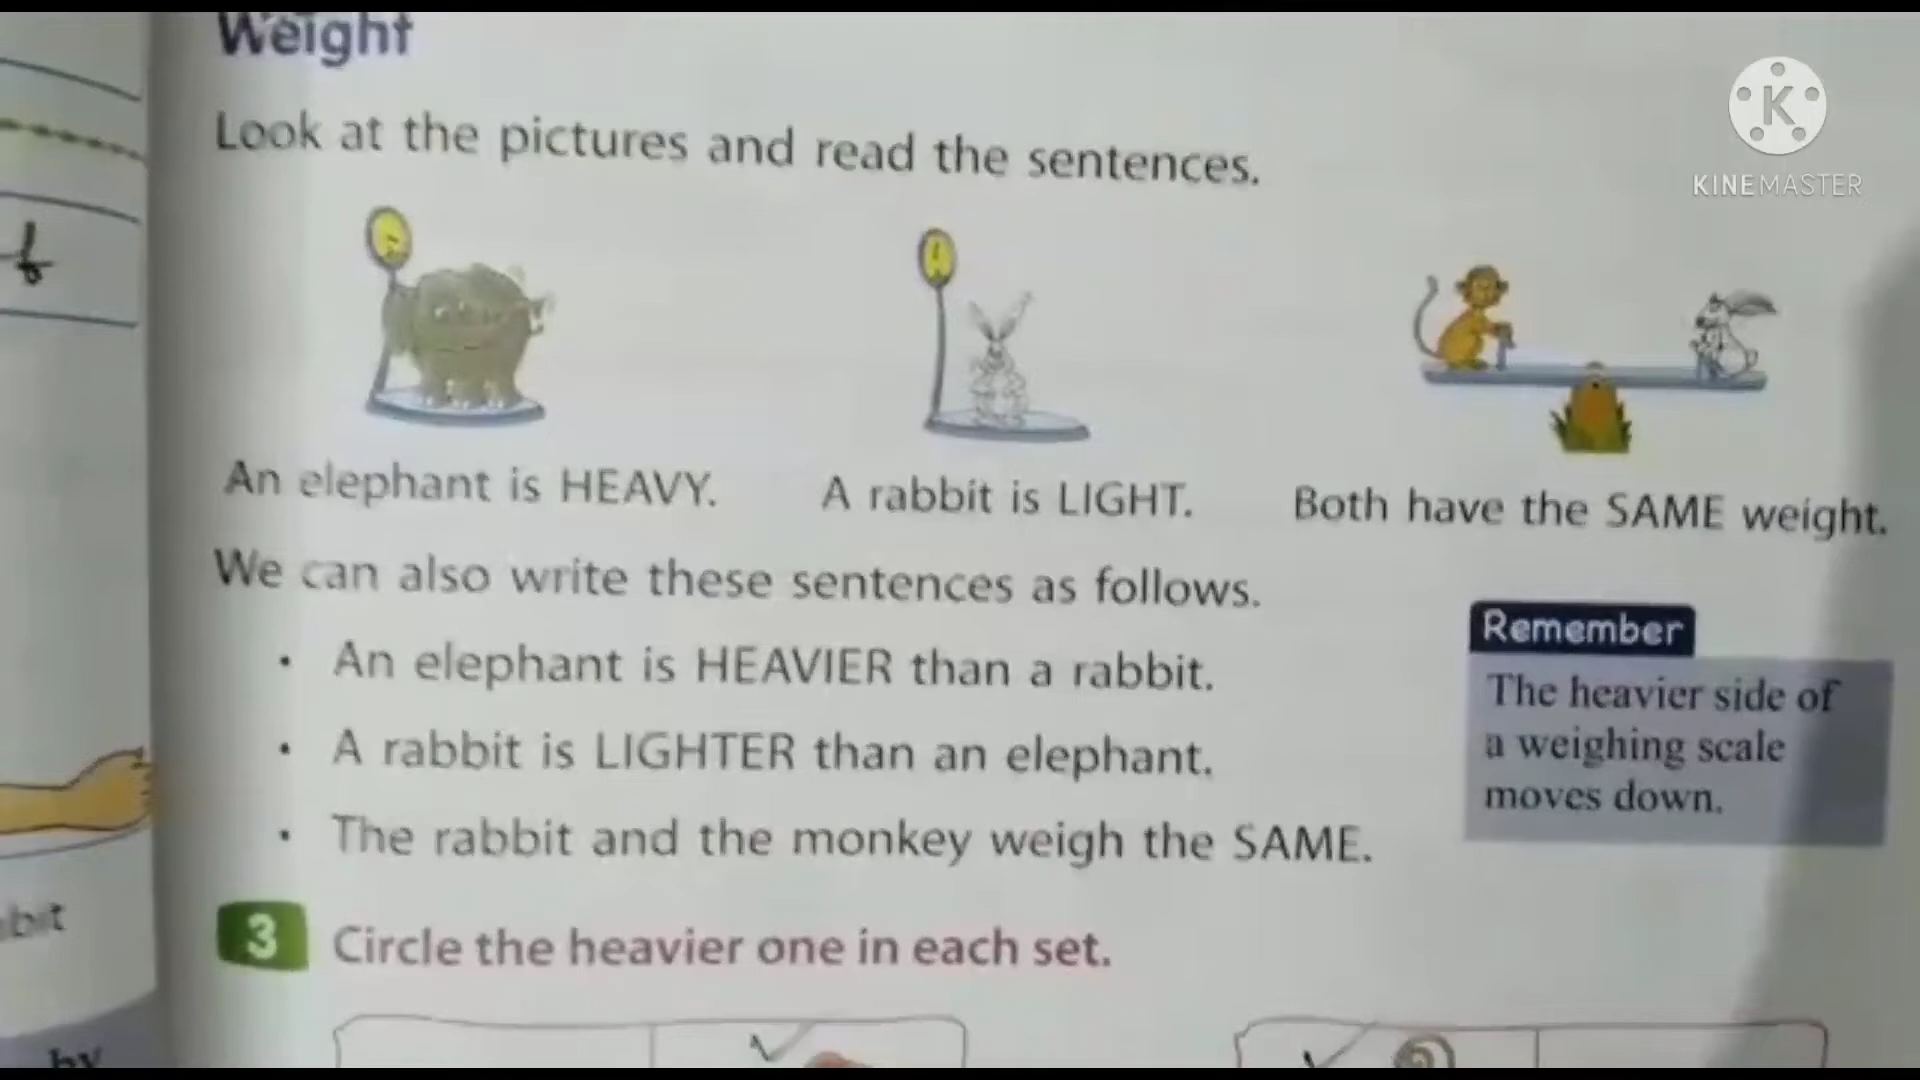 Weight
Look at the pictures and read the sentences.
KINEMASTER
An elephant is HEAVY.
A rabbit is LIGHT.
Both have the SAME weight.
We can also write these sentences as follows.
• An elephant is HEAVIER than a rabbit.
• A rabbit is LIGHTER than an elephant.
• The rabbit and the monkey weigh the SAME.
Remember
The heavier side of
a weighing scale
moves down.
3 Circle the heavier one in each set.